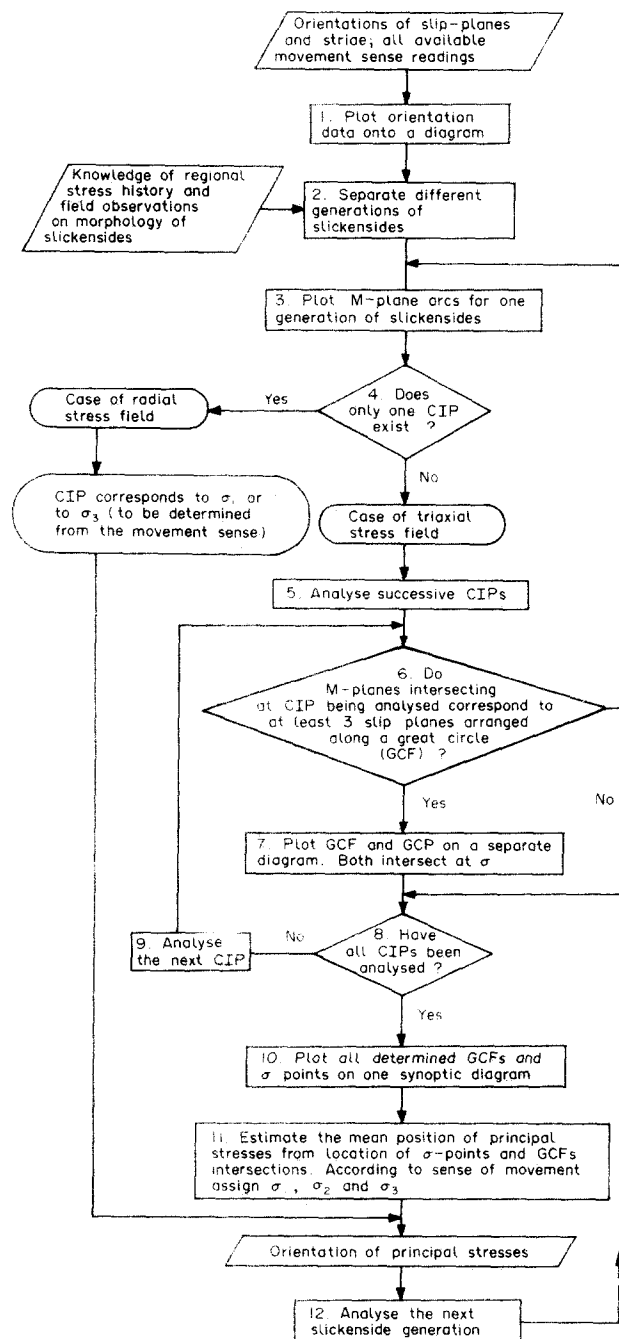 Orientations of slip-planes
and striae; all available
movement sense readings
1. Plot orientation
data onto a diagram
Knowledge of regional
stress history and
field observations
on morphology of
slickensides
2. Separate different
generations of
slickensides
3. Plot M-plane arcs for one
generation of slickensides
4. Does
only one CIP
exist ?
Yes
Case of radial
stress field
No
CIP corresponds to σ, or
to σ3 (to be determined
from the movement sense)
Case of triaxial
stress field
5. Analyse successive CIPs
6. Do
M-planes intersecting
at CIP being analysed correspond to
at least 3 slip planes arranged
along a great circle
(GCF)
?
Yes
No
7. Plot GCF and GCP on a separate
diagram. Both intersect at σ
8. Have
all CIPs been
analysed ?
No
9. Analyse
the next CIP
Yes
10. Plot all determined GCFs and
σ points on one synoptic diagram
11. Estimate the mean position of principal
stresses from location of σ-points and GCFs
intersections. According to sense of movement
assign σ , σ2 and σ3
Orientation of principal stresses
12. Analyse the next
slickenside generation